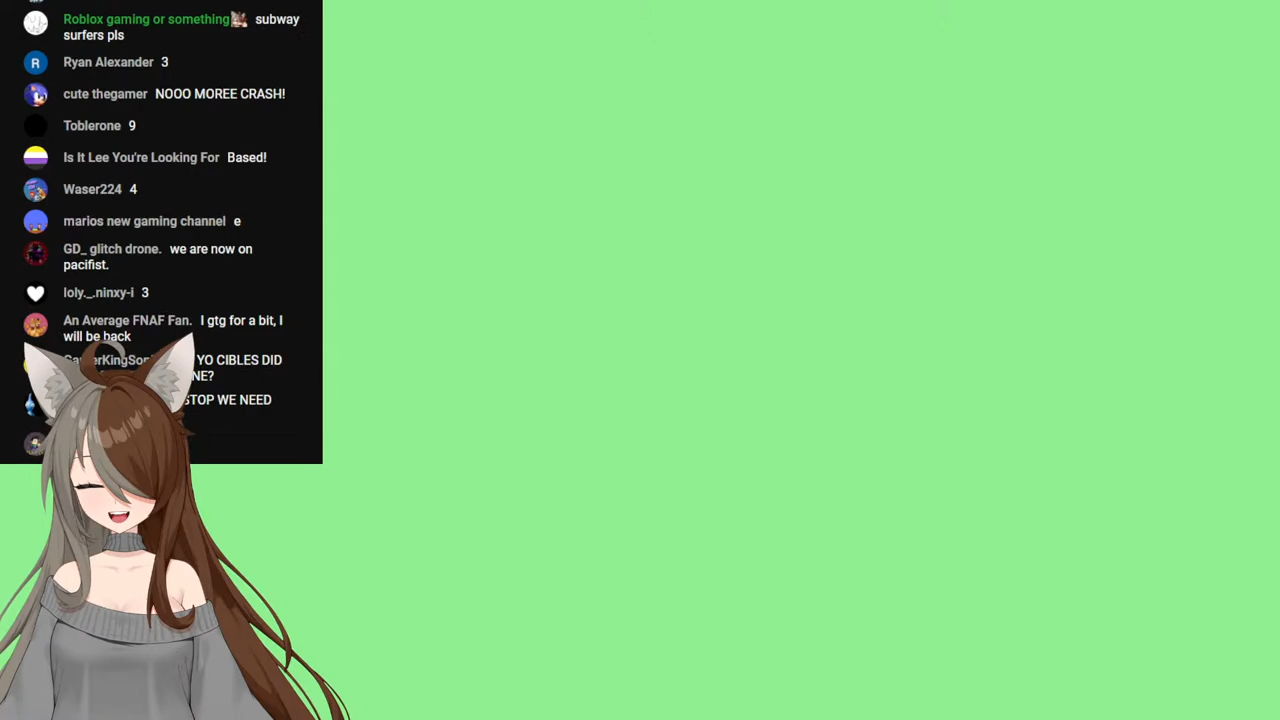 Roblox gaming or something subway
surfers pls
R Ryan Alexander 3
cute thegamer NOOO MOREE CRASH!
Toblerone 9
Is It Lee You're Looking For Based!
Waser224 4
marios new gaming channel e
GD_ glitch drone. we are now on
pacifist.
loly._.ninxy-i 3
An Average FNAF Fan. I gtg for a bit, I
will be back
YO CIBLES DID
STOP WE NEED